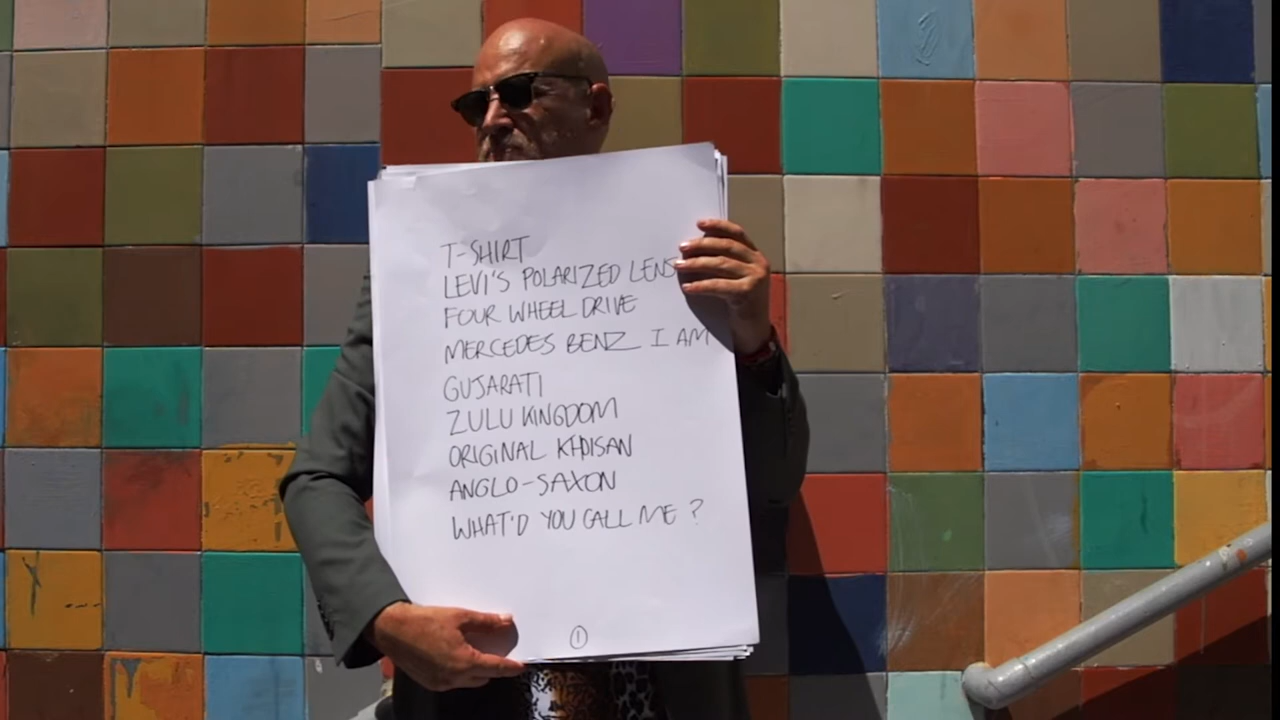 T-SHIRT
LEVI'S POLARIZED LENS
FOUR WHEEL DRIVE
MERCEDES BENZ I AM
GUJARATI
ZULU KINGDOM
ORIGINAL KHOISAN
ANGLO-SAXON
WHAT'D YOU CALL ME ?
1